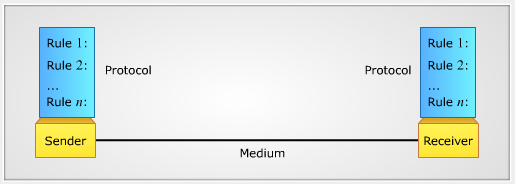 Rule 1:
Rule 2:
...
Rule n:
Protocol
Sender
Medium
Protocol
Rule 1:
Rule 2:
...
Rule n:
Receiver